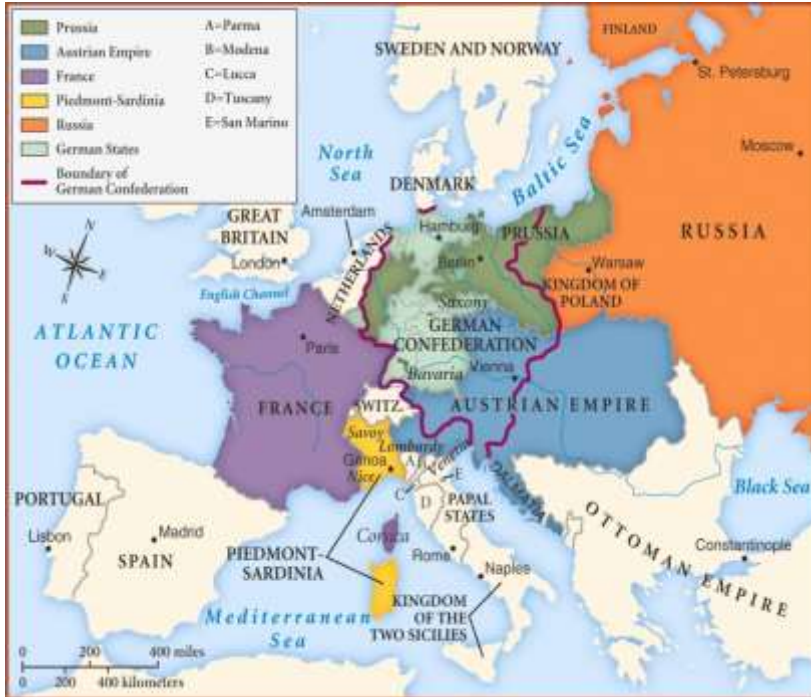 Prussia
Austrian Empire
France
Piedmont-Sardinia
Russia
German States
Boundary of
German Confederation
A=Parma
B=Modena
C=Lucca
D=Tuscany
E=San Marino
SWEDEN AND NORWAY
FINLAND
St. Petersburg
Moscow
North
Sea
Baltic Sea
DENMARK
Amsterdam
Hamburg
PRUSSIA
RUSSIA
GREAT
BRITAIN
London
NETHERLANDS
Berlin
Warsaw
KINGDOM OF
POLAND
English Channel
Saxony
GERMAN
CONFEDERATION
ATLANTIC
OCEAN
Paris
Bavaria
Vienna
FRANCE
SWITZ.
AUSTRIAN EMPIRE
Savoy
Lombardy
Venetia
Genoa
Nice
A
E
C
D
DALMATIA
PAPAL
STATES
Black Sea
PORTUGAL
Lisbon
Madrid
SPAIN
PIEDMONT-
SARDINIA
Corsica
Rome
Naples
Constantinople
OTTOMAN EMPIRE
KINGDOM
OF THE
TWO SICILIES
Mediterranean
Sea
0 200 400 miles
0 200 400 kilometers
N
W
E
S